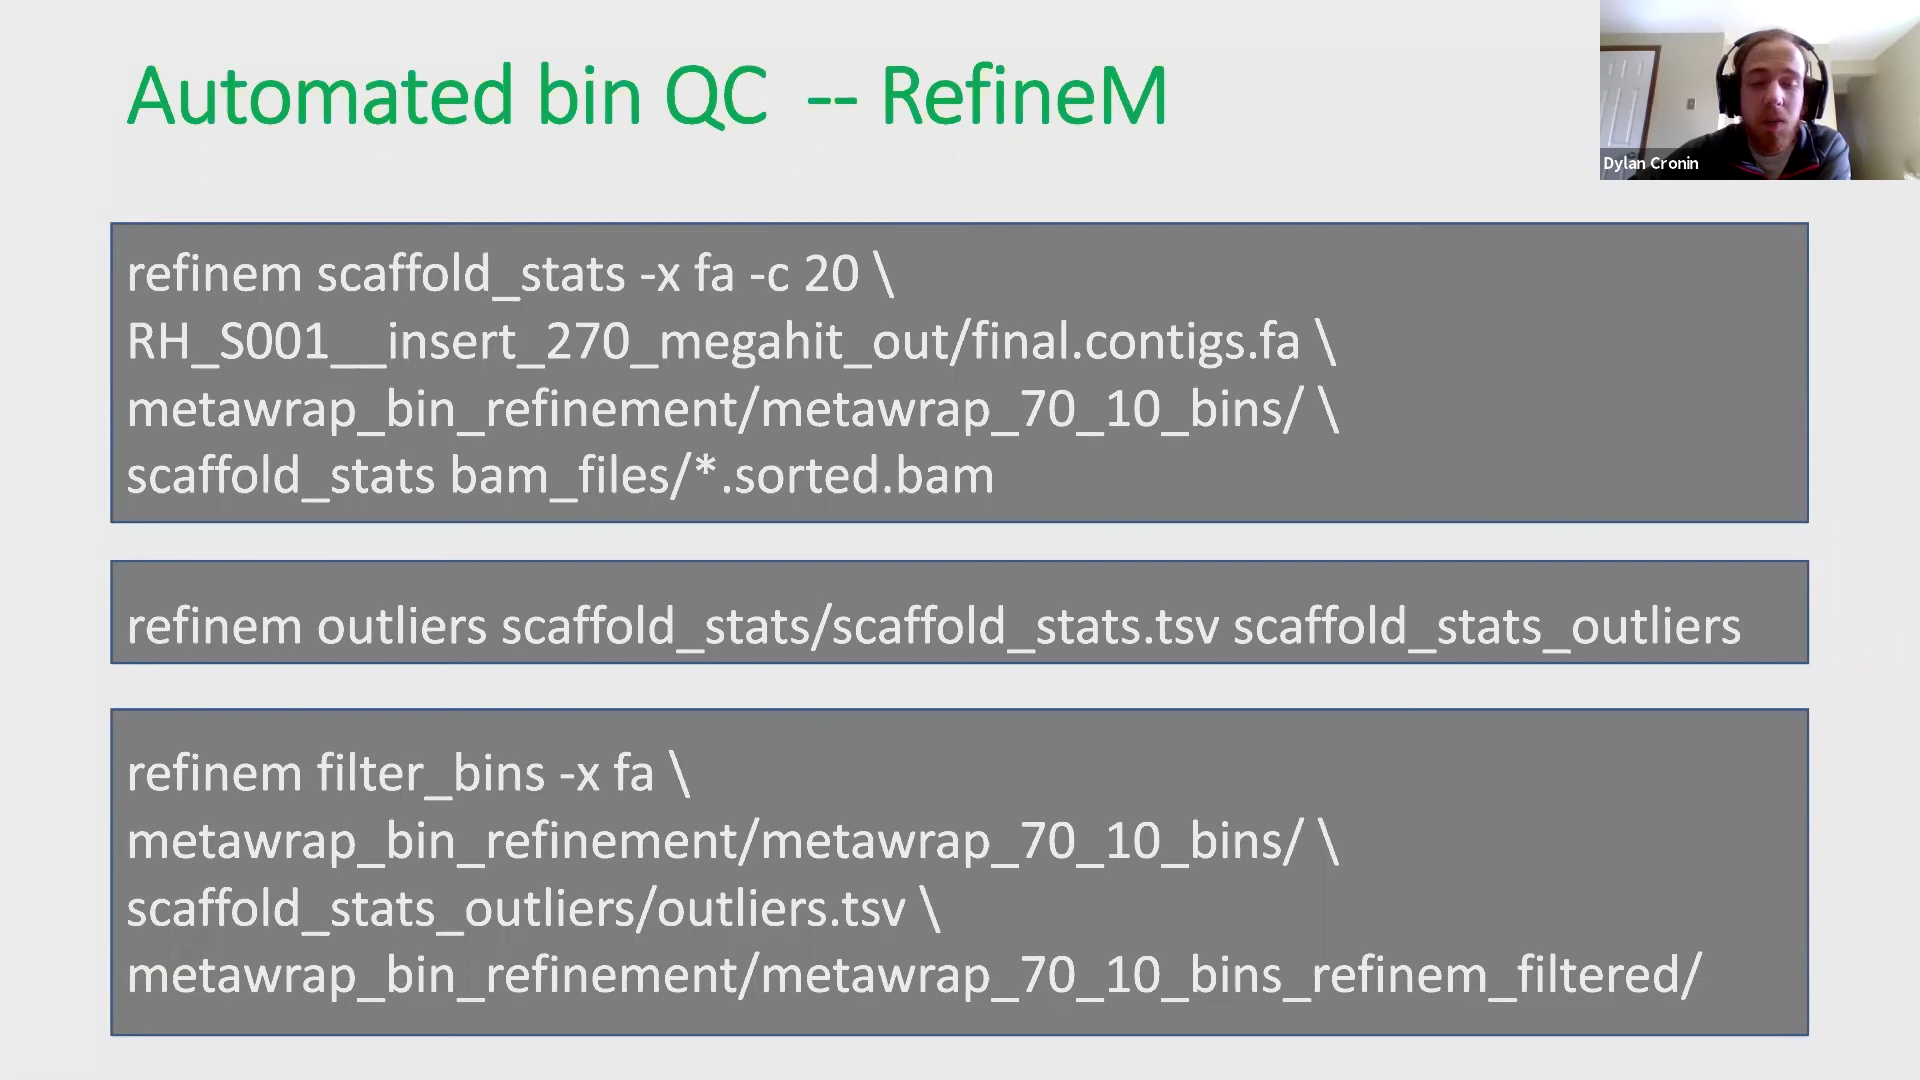 Automated bin QC -- RefineM
Dylan Cronin
refinem scaffold_stats -x fa -c 20 \
RH_S001__insert_270_megahit_out/final.contigs.fa \
metawrap_bin_refinement/metawrap_70_10_bins/ \
scaffold_stats bam_files/*.sorted.bam
refinem outliers scaffold_stats/scaffold_stats.tsv scaffold_stats_outliers
refinem filter_bins -x fa \
metawrap_bin_refinement/metawrap_70_10_bins/ \
scaffold_stats_outliers/outliers.tsv \
metawrap_bin_refinement/metawrap_70_10_bins_refinem_filtered/